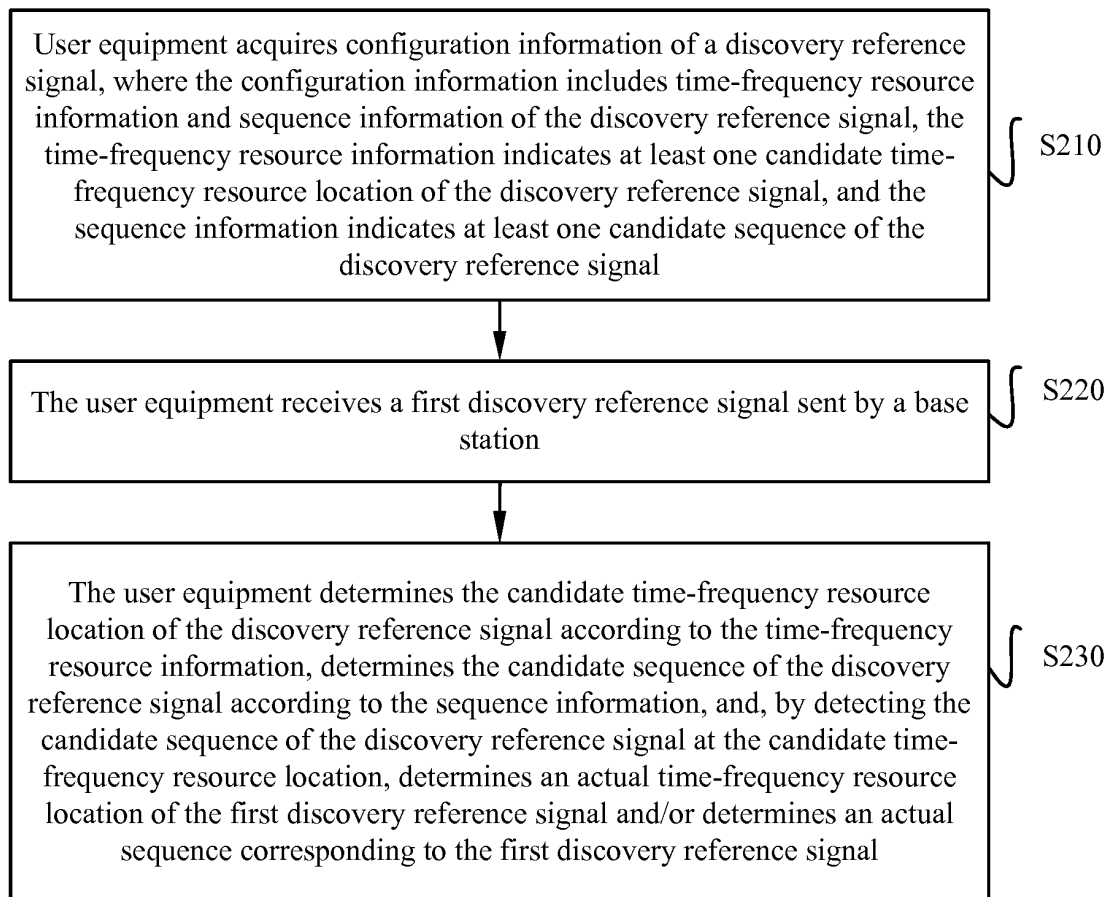 User equipment acquires configuration information of a discovery reference
signal, where the configuration information includes time-frequency resource
information and sequence information of the discovery reference signal, the
time-frequency resource information indicates at least one candidate time-
frequency resource location of the discovery reference signal, and the
sequence information indicates at least one candidate sequence of the
discovery reference signal
S210
The user equipment receives a first discovery reference signal sent by a base
station
S220
The user equipment determines the candidate time-frequency resource
location of the discovery reference signal according to the time-frequency
resource information, determines the candidate sequence of the discovery
reference signal according to the sequence information, and, by detecting the
candidate sequence of the discovery reference signal at the candidate time-
frequency resource location, determines an actual time-frequency resource
location of the first discovery reference signal and/or determines an actual
sequence corresponding to the first discovery reference signal
S230